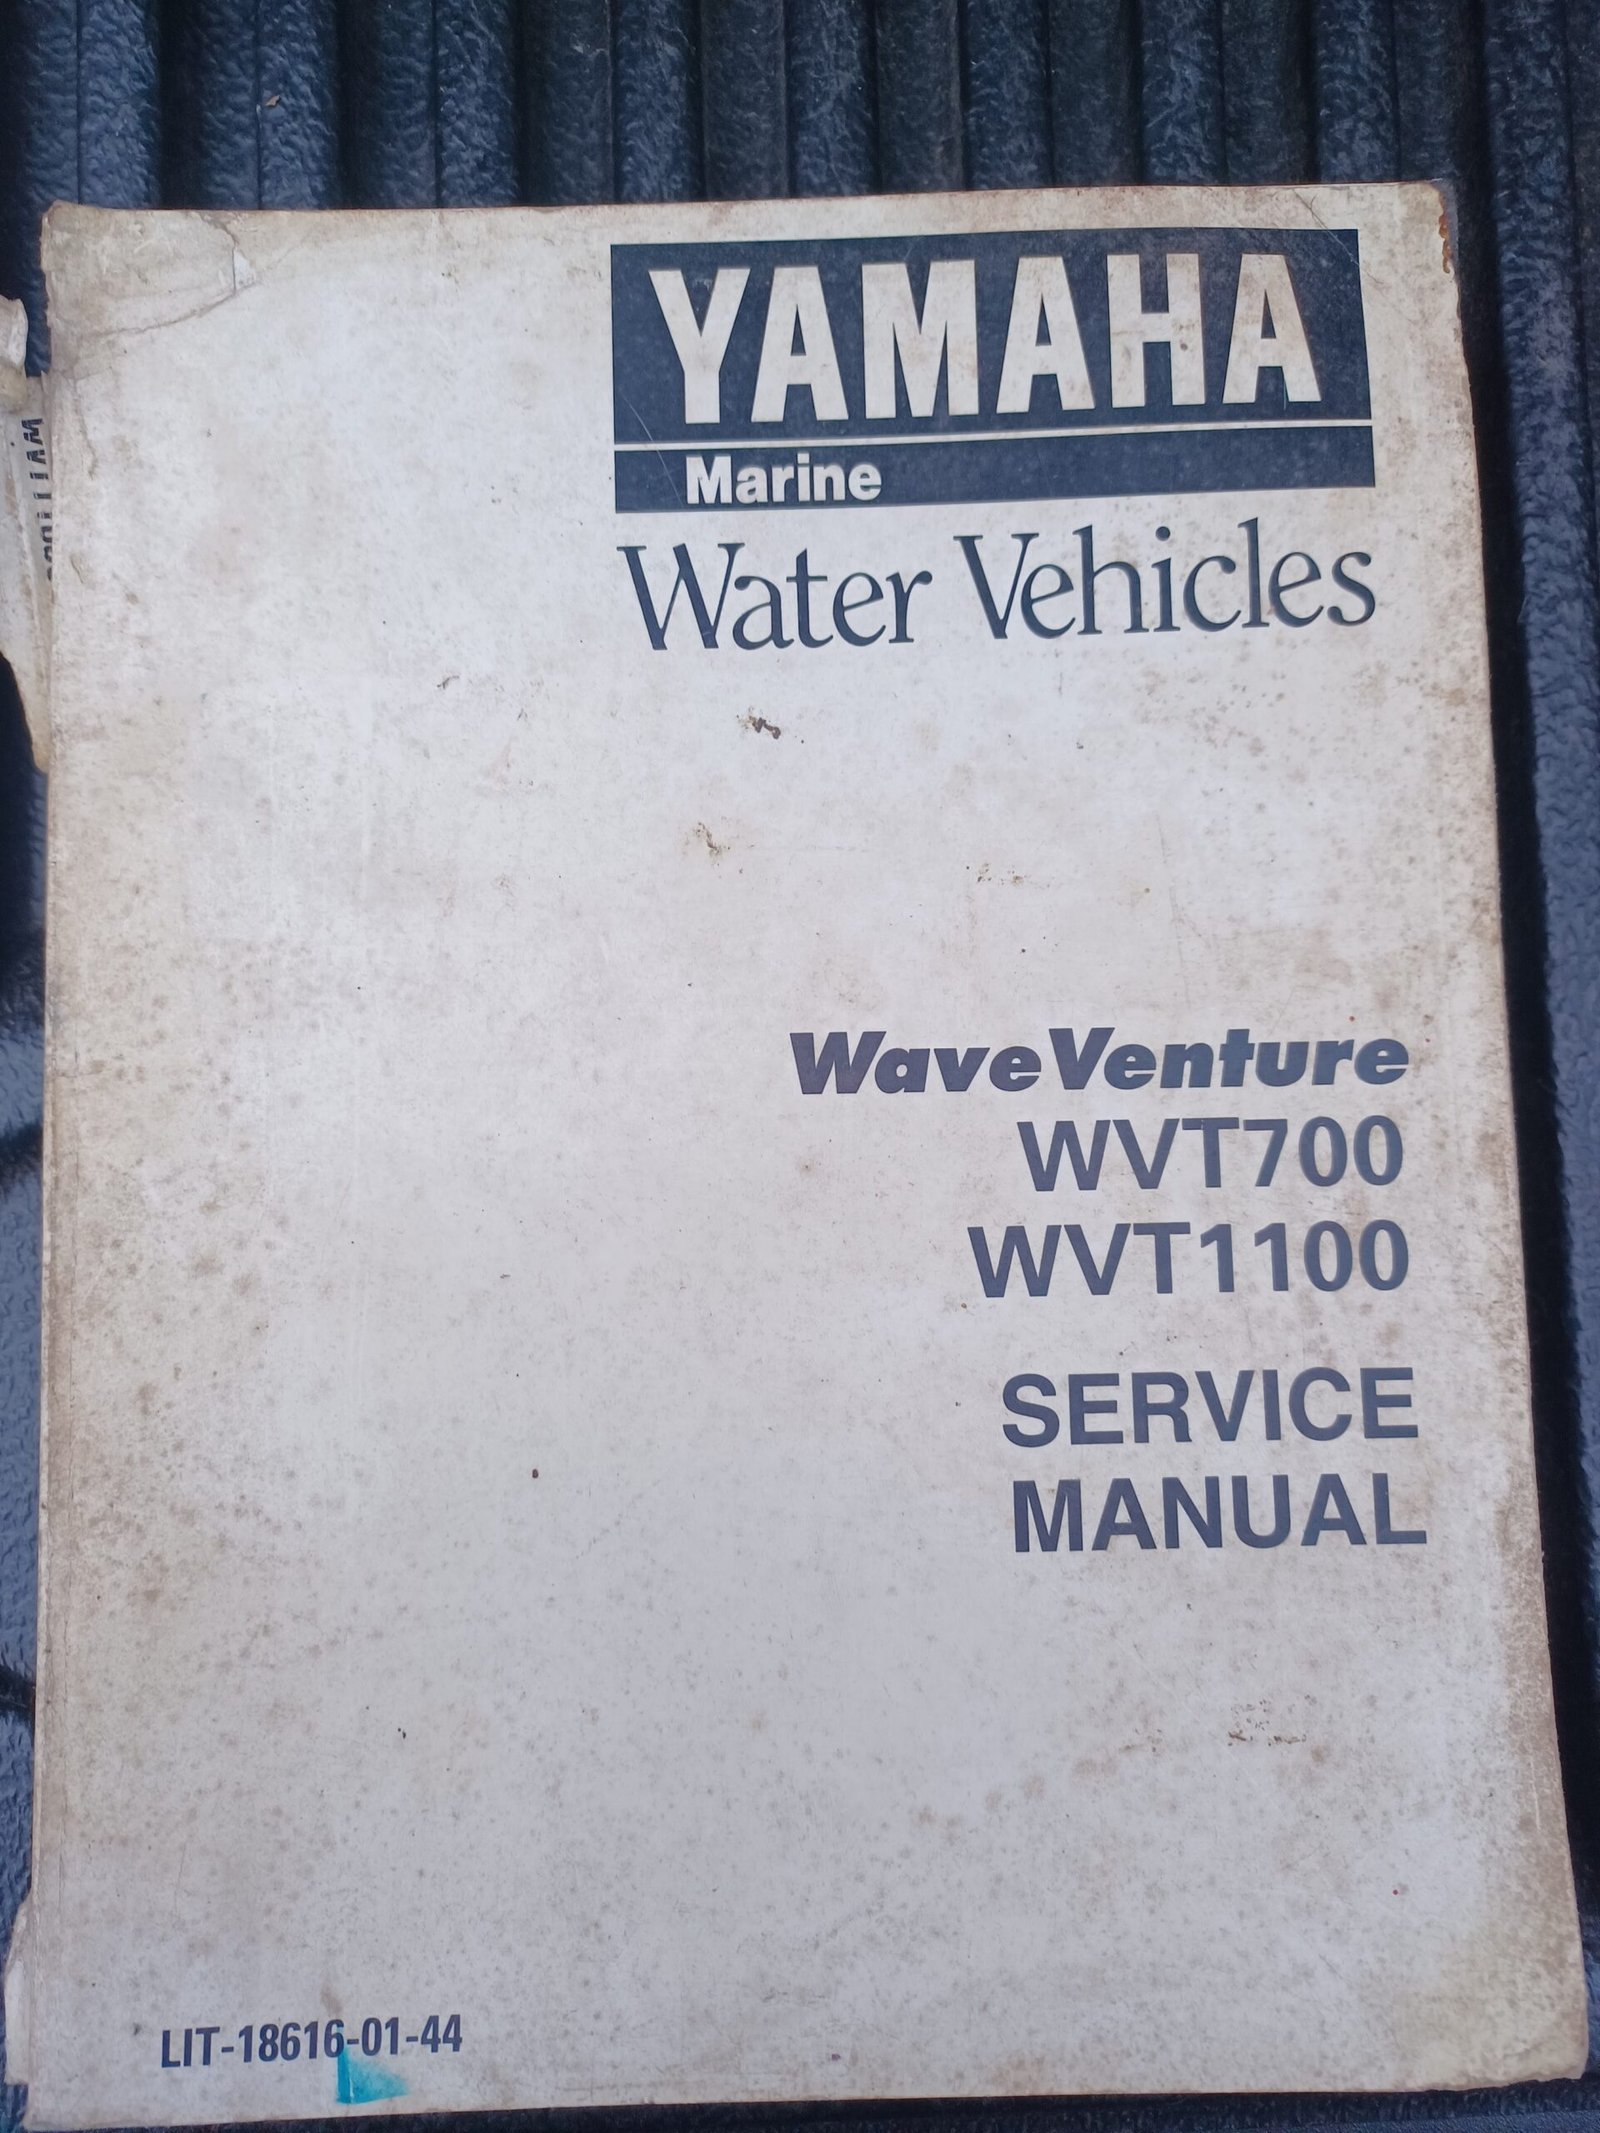 YAMAHA
Marine
Water Vehicles
WaveVenture
WVT700
WVT1100
SERVICE
MANUAL
LIT-18616-01-44